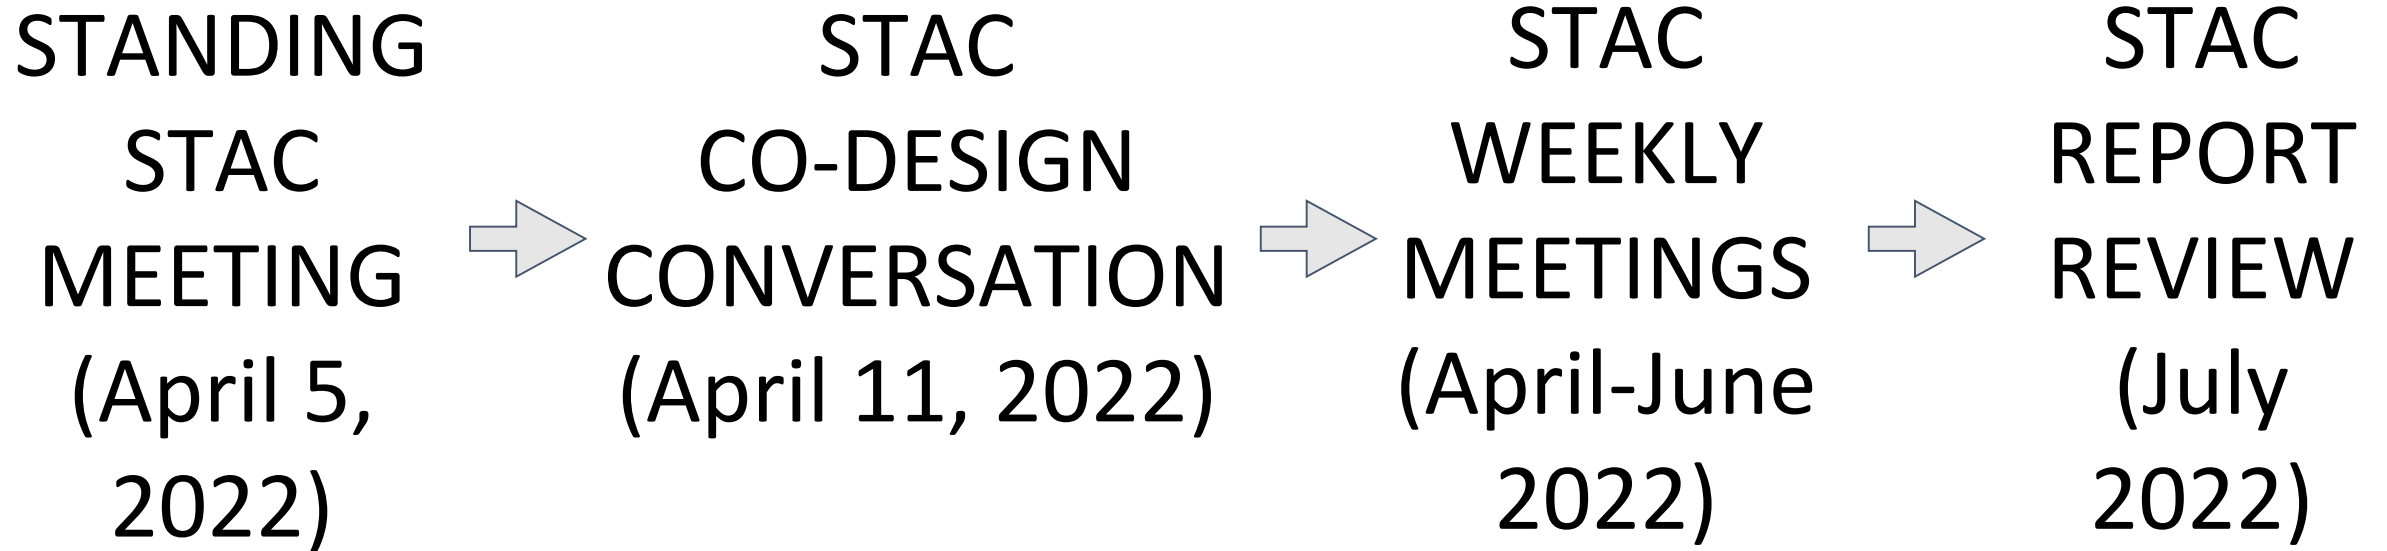 STANDING
STAC
MEETING
(April 5,
2022)
STAC
CO-DESIGN
CONVERSATION
(April 11, 2022)
STAC
WEEKLY
MEETINGS
(April-June
2022)
STAC
REPORT
REVIEW
(July
2022)